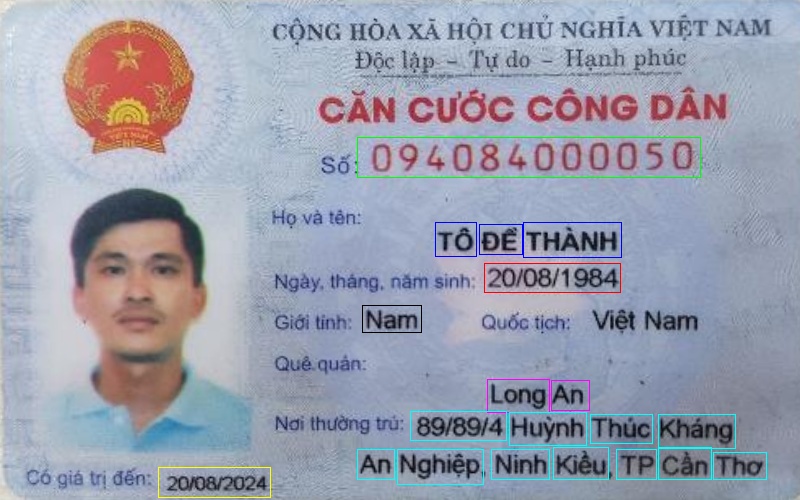 CỘNG HÒA XÃ HỘI CHỦ NGHĨA VIỆT NAM
Độc lập - Tự do - Hạnh phúc
CĂN CƯỚC CÔNG DÂN
Số: 094084000050
Họ và tên:
TÔ ĐỀ THÀNH
Ngày, tháng, năm sinh: 20/08/1984
Giới tính: Nam Quốc tịch: Việt Nam
Quê quán:
Long An
Nơi thường trú: 89/89/4 Huỳnh Thúc Kháng
An Nghiệp, Ninh Kiều, TP Cần Thơ
Có giá trị đến: 20/08/2024